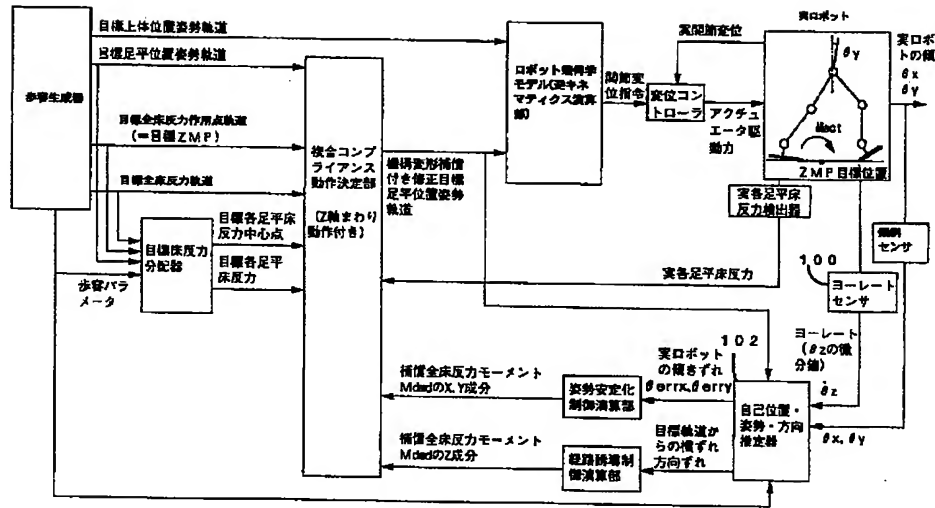 目標上体位置姿勢軌道
目標足平位置姿勢軌道
歩容生成器
目標全床反力作用点軌道
(=目標ZMP)
目標全床反力軌道
目標床反力
分配器
歩容パラ
メータ
目標各足平床
反力中心点
目標各足平
床反力
複合コンプ
ライアンス
動作決定部
(Z軸まわり
動作付き)
機構変形補償
付き修正目標
足平位置姿勢
軌道
ロボット幾何学
モデル(逆キネ
マティクス演算
部)
関節変
位指令
実関節変位
変位コン
トローラ
アクチュ
エータ駆
動力
実ロボット
θy
Mact
ZMP目標位置
実ロボッ
トの傾
θx
θy
実各足平床
反力検出器
傾斜
センサ
100
ヨーレート
センサ
実各足平床反力
ヨーレート
(θzの微
分値)
θ̇z
102
実ロボット
の傾きずれ
θerrx,θerry
自己位置・
姿勢・方向
推定器
θx,θy
補償全床反力モーメント
MdmdのX,Y成分
姿勢安定化
制御演算部
目標軌道か
らの横ずれ
方向ずれ
補償全床反力モーメント
MdmdのZ成分
経路誘導制
御演算部